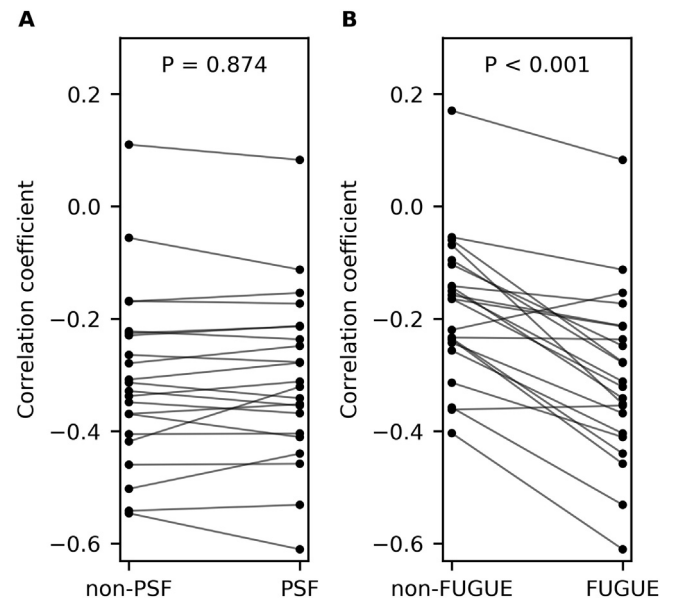 A
P = 0.874
0.2
0.0
−0.2
−0.4
−0.6
Correlation coefficient
non-PSF
PSF
B
P < 0.001
0.2
0.0
−0.2
−0.4
−0.6
Correlation coefficient
non-FUGUE
FUGUE